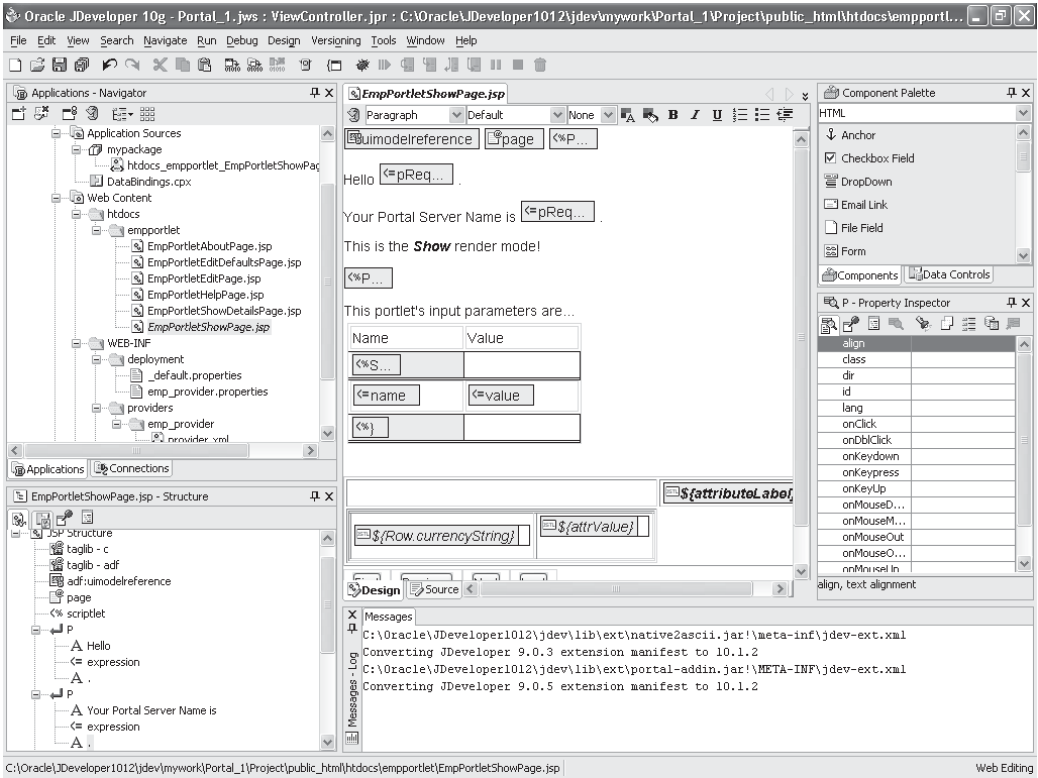 Oracle JDeveloper 10g - Portal_1.jws : ViewController.jpr : C:\Oracle\JDeveloper1012\jdev\mywork\Portal_1\Project\public_html\htdocs\empportl...
File Edit View Search Navigate Run Debug Design Versioning Tools Window Help
Applications - Navigator
Application Sources
mypackage
htdocs_empportlet_EmpPortletShowPag
DataBindings.cpx
Web Content
htdocs
empportlet
EmpPortletAboutPage.jsp
EmpPortletEditDefaultsPage.jsp
EmpPortletEditPage.jsp
EmpPortletHelpPage.jsp
EmpPortletShowDetailsPage.jsp
EmpPortletShowPage.jsp
WEB-INF
deployment
_default.properties
emp_provider.properties
providers
emp_provider
provider.xml
Applications Connections
EmpPortletShowPage.jsp - Structure
JSP Structure
taglib - c
taglib - adf
adf:uimodelreference
page
<% scriptlet
P
A Hello
<= expression
A .
P
A Your Portal Server Name is
<= expression
A .
EmpPortletShowPage.jsp
Paragraph Default None B I U
uimodelreference page <%P...
Hello <=pReq... .
Your Portal Server Name is <=pReq... .
This is the Show render mode!
<%P...
This portlet's input parameters are...
Name Value
<%S...
<=name <=value
<%}
${attributeLabel}
${Row.currencyString} ${attrValue}
Design Source
Messages
C:\Oracle\JDeveloper1012\jdev\lib\ext\native2ascii.jar!\meta-inf\jdev-ext.xml
Converting JDeveloper 9.0.3 extension manifest to 10.1.2
C:\Oracle\JDeveloper1012\jdev\lib\ext\portal-addin.jar!\META-INF\jdev-ext.xml
Converting JDeveloper 9.0.5 extension manifest to 10.1.2
Messages - Log
Component Palette
HTML
Anchor
Checkbox Field
DropDown
Email Link
File Field
Form
Components Data Controls
P - Property Inspector
align
class
dir
id
lang
onClick
onDblClick
onKeydown
onKeypress
onKeyUp
onMouseD...
onMouseM...
onMouseOut
onMouseO...
onMouseUp
align, text alignment
C:\Oracle\JDeveloper1012\jdev\mywork\Portal_1\Project\public_html\htdocs\empportlet\EmpPortletShowPage.jsp
Web Editing